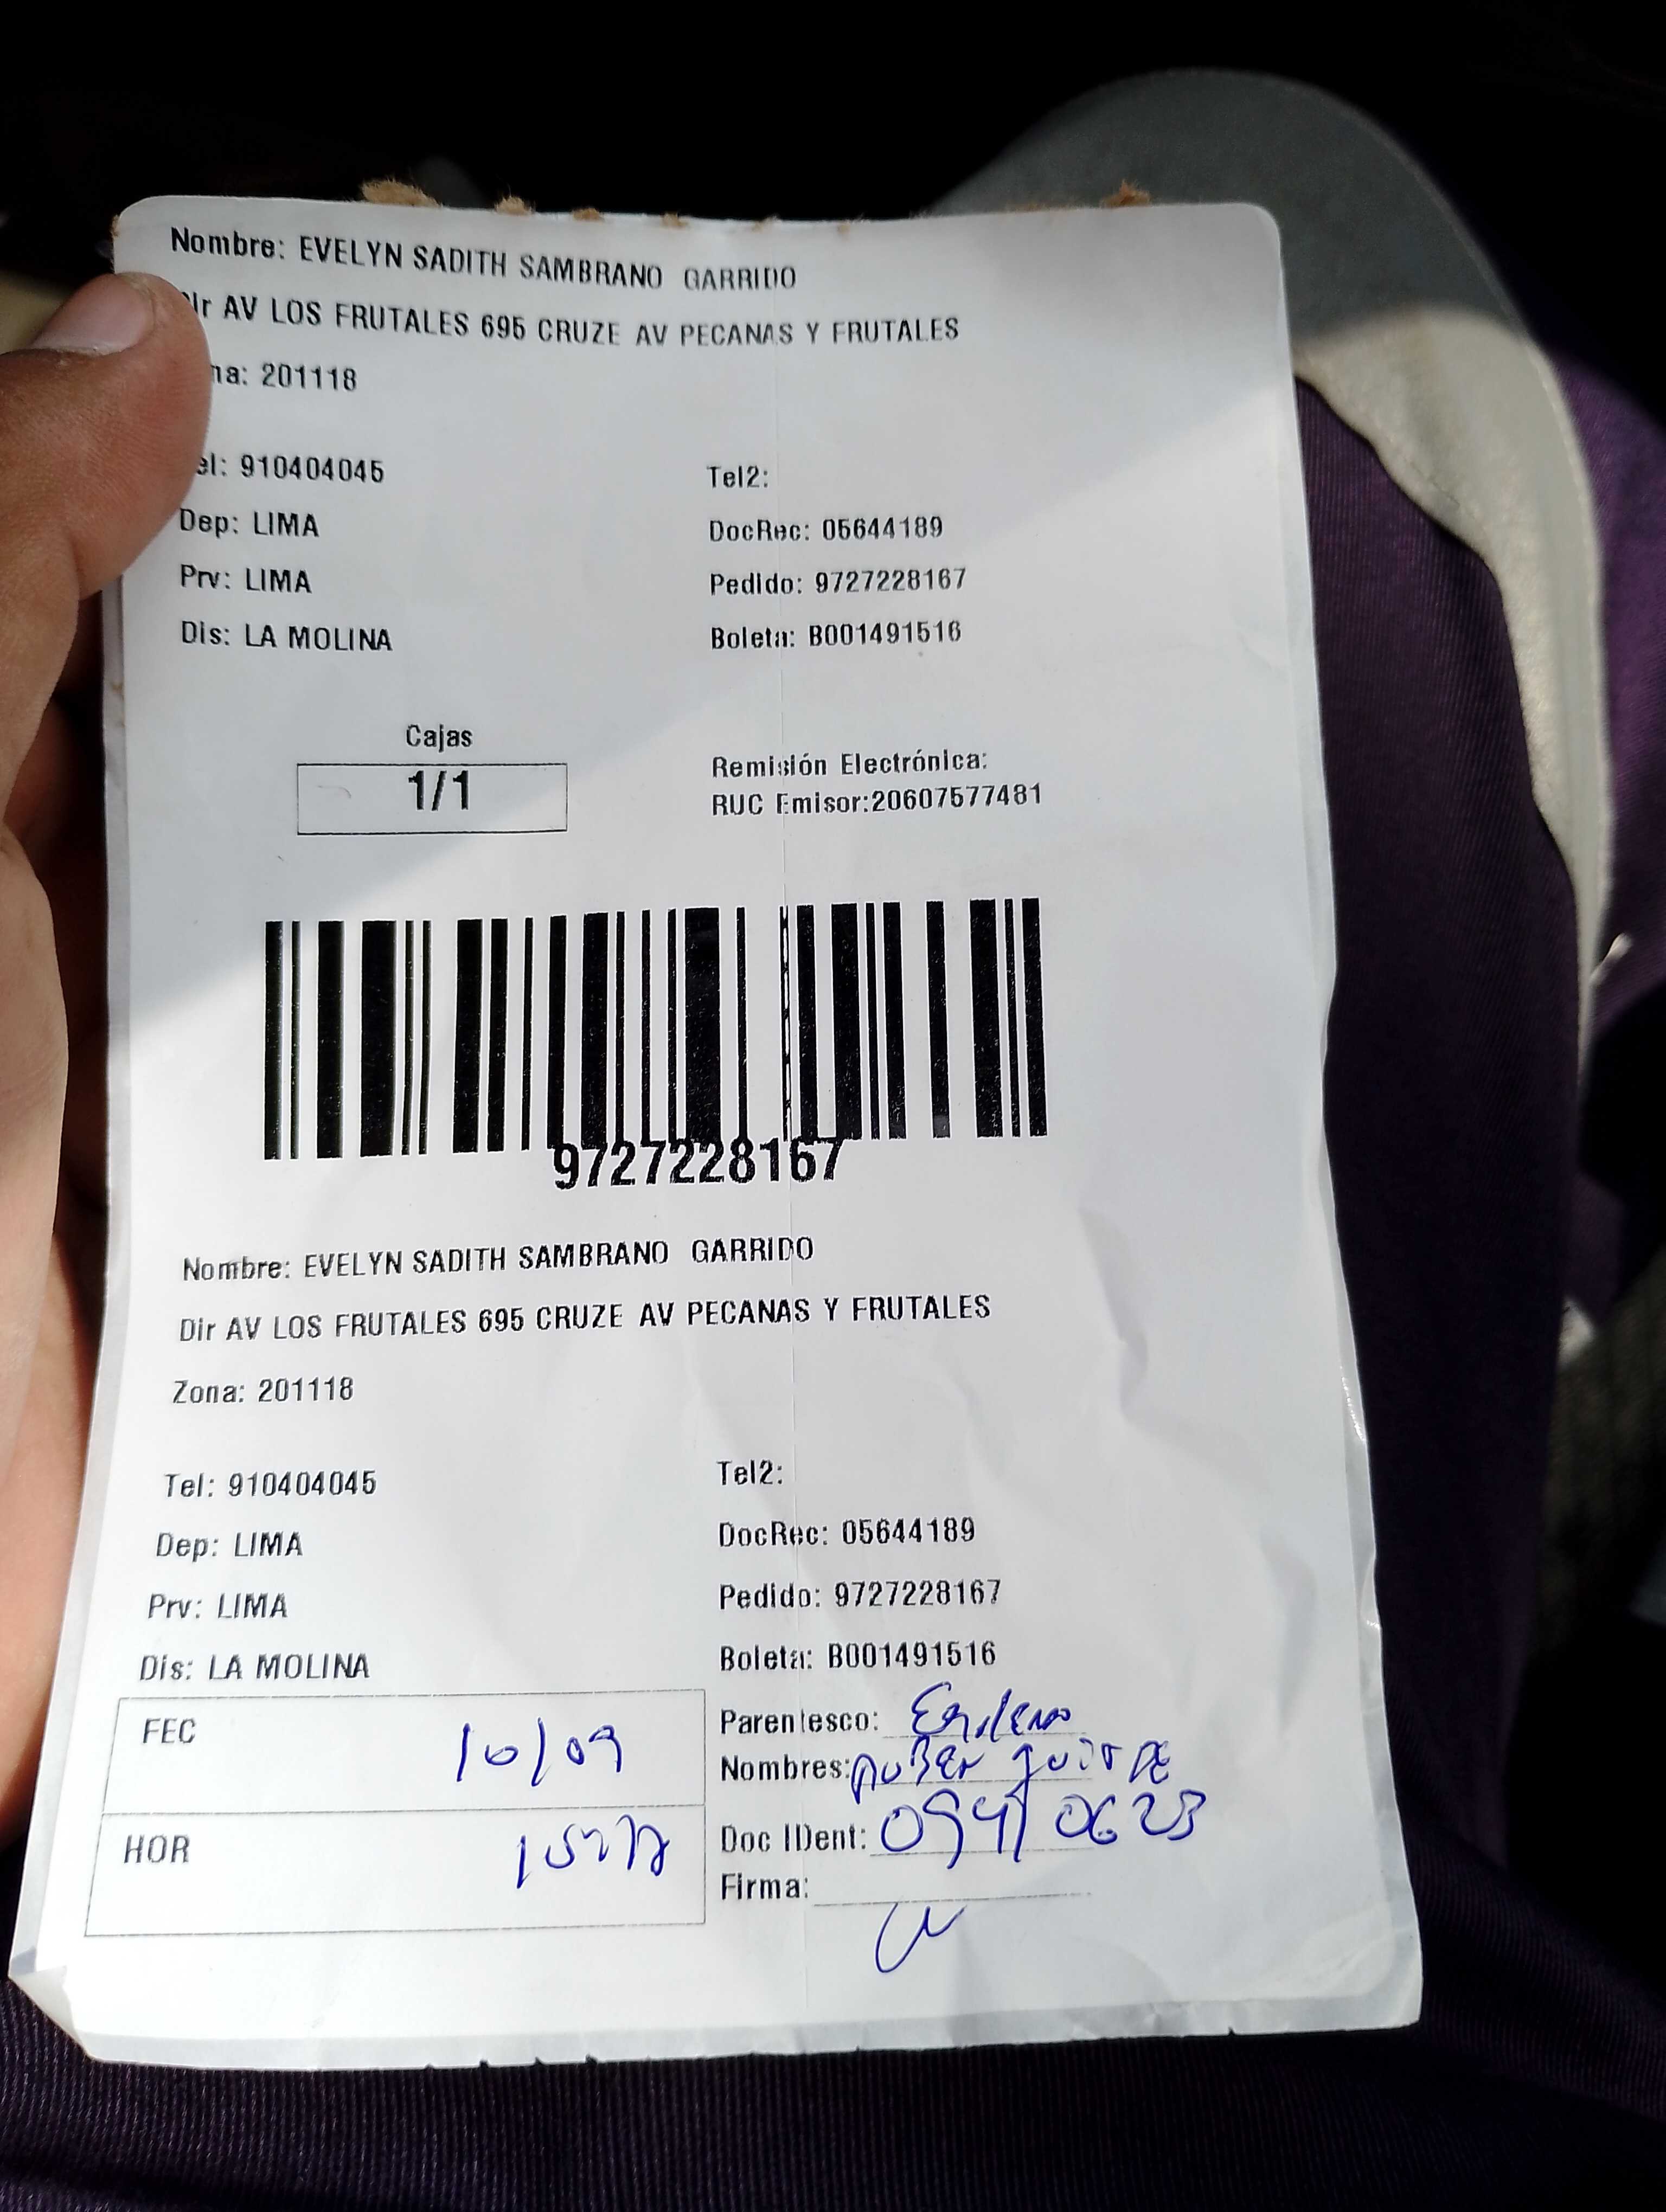 Nombre: EVELYN SADITH SAMBRANO GARRIDO
Dir AV LOS FRUTALES 695 CRUZE AV PECANAS Y FRUTALES
na: 201118
el: 910404045 Tel2:
Dep: LIMA DocRec: 05644189
Prv: LIMA Pedido: 9727228167
Dis: LA MOLINA Boleta: B001491516
Cajas
1/1
Remisión Electrónica:
RUC Emisor:20607577481
9727228167
Nombre: EVELYN SADITH SAMBRANO GARRIDO
Dir AV LOS FRUTALES 695 CRUZE AV PECANAS Y FRUTALES
Zona: 201118
Tel: 910404045 Tel2:
Dep: LIMA DocRec: 05644189
Prv: LIMA Pedido: 9727228167
Dis: LA MOLINA Boleta: B001491516
FEC 10/09
Parentesco:
Nombres:
HOR
Doc IDent:
Firma: